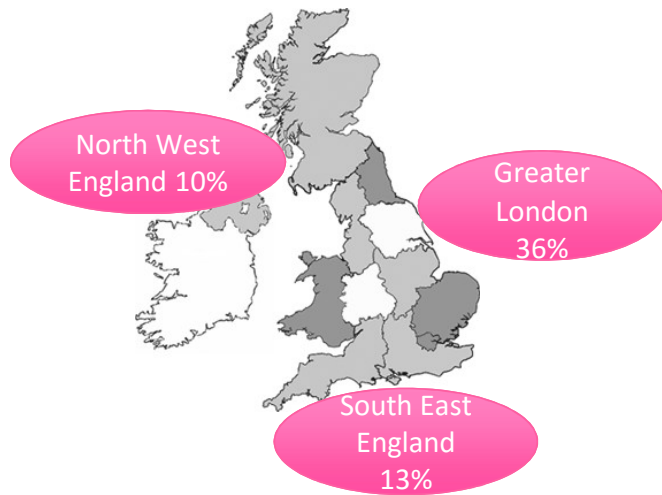 North West
England 10%
Greater
London
36%
South East
England
13%